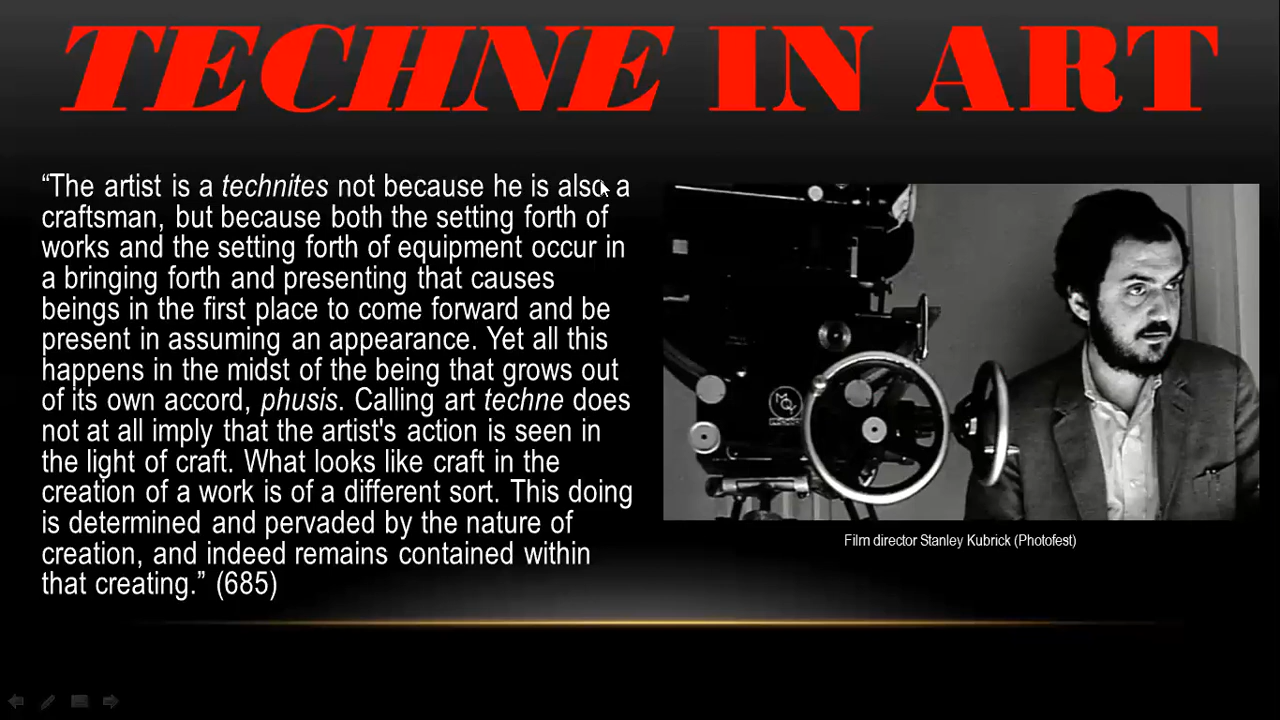 TECHNE IN ART
“The artist is a technites not because he is also a
craftsman, but because both the setting forth of
works and the setting forth of equipment occur in
a bringing forth and presenting that causes
beings in the first place to come forward and be
present in assuming an appearance. Yet all this
happens in the midst of the being that grows out
of its own accord, phusis. Calling art techne does
not at all imply that the artist's action is seen in
the light of craft. What looks like craft in the
creation of a work is of a different sort. This doing
is determined and pervaded by the nature of
creation, and indeed remains contained within
that creating.” (685)
Film director Stanley Kubrick (Photofest)